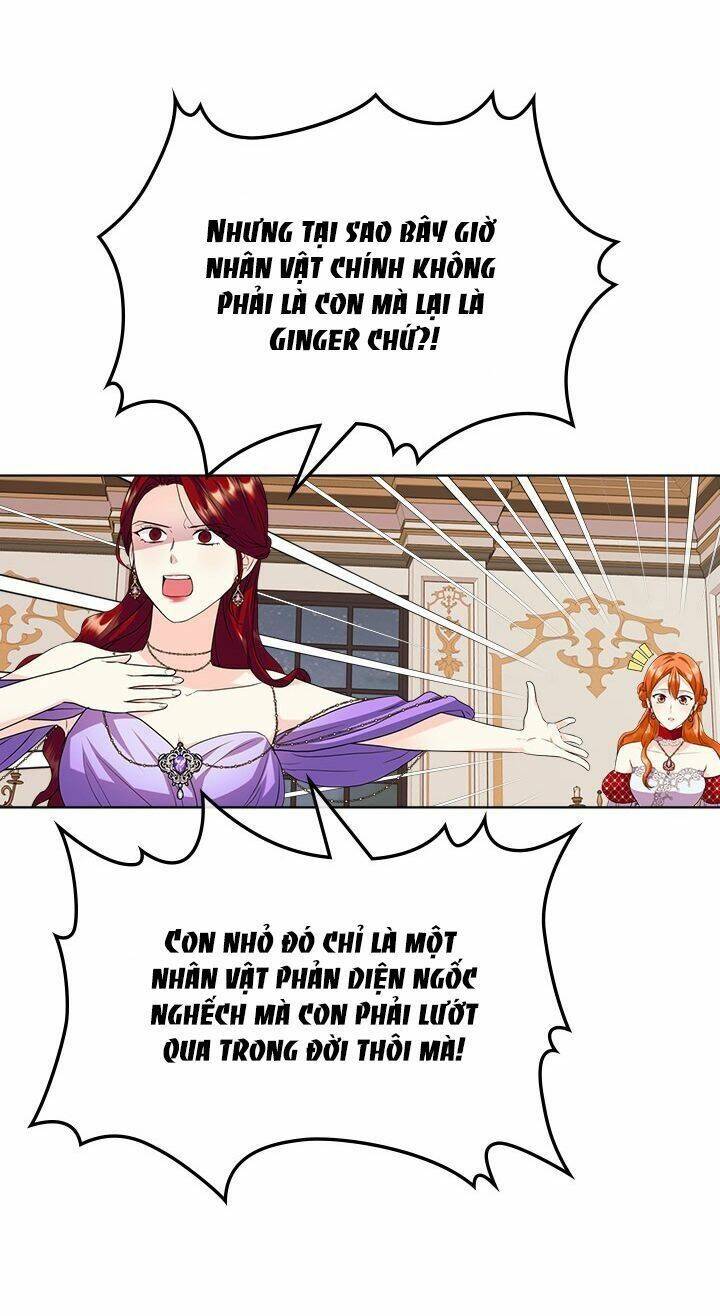 NHƯNG TẠI SAO BÂY GIỜ
NHÂN VẬT CHÍNH KHÔNG
PHẢI LÀ CON MÀ LẠI LÀ
GINGER CHỨ?!
CON NHỎ ĐÓ CHỈ LÀ MỘT
NHÂN VẬT PHẢN DIỆN NGỐC
NGHẾCH MÀ CON PHẢI LƯỚT
QUA TRONG ĐỜI THÔI MÀ!